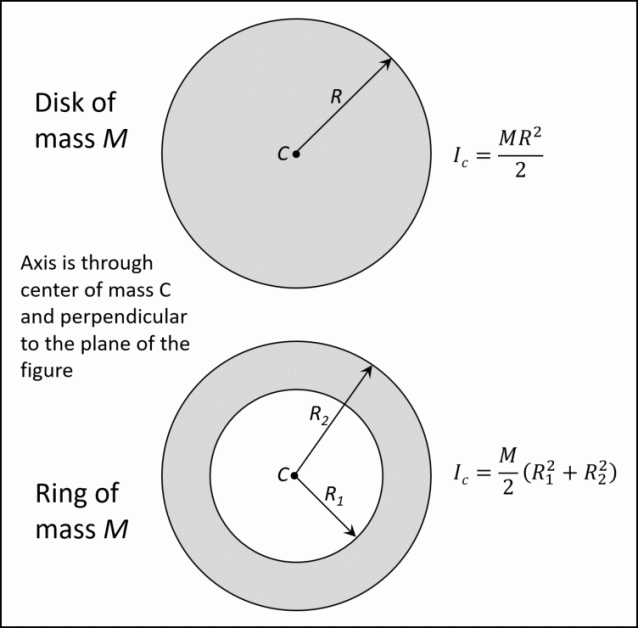 Disk of
mass M
R
C
I_c = MR²/2
Axis is through
center of mass C
and perpendicular
to the plane of the
figure
R₂
C
R₁
I_c = M/2 (R₁² + R₂²)
Ring of
mass M